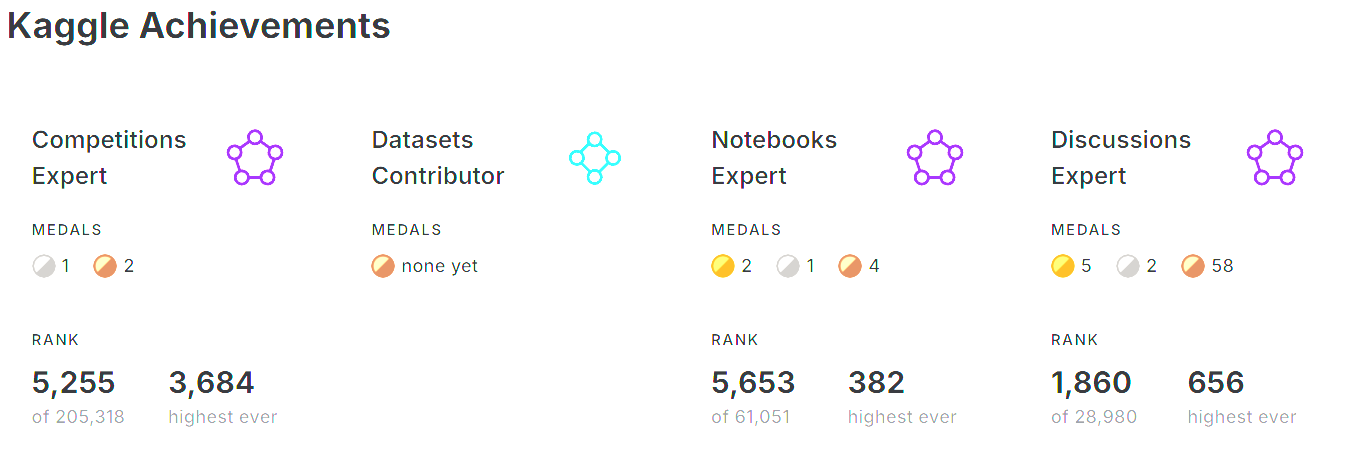 Kaggle Achievements
Competitions
Expert
MEDALS
1 2
RANK
5,255 3,684
of 205,318 highest ever
Datasets
Contributor
MEDALS
none yet
Notebooks
Expert
MEDALS
2 1 4
RANK
5,653 382
of 61,051 highest ever
Discussions
Expert
MEDALS
5 2 58
RANK
1,860 656
of 28,980 highest ever